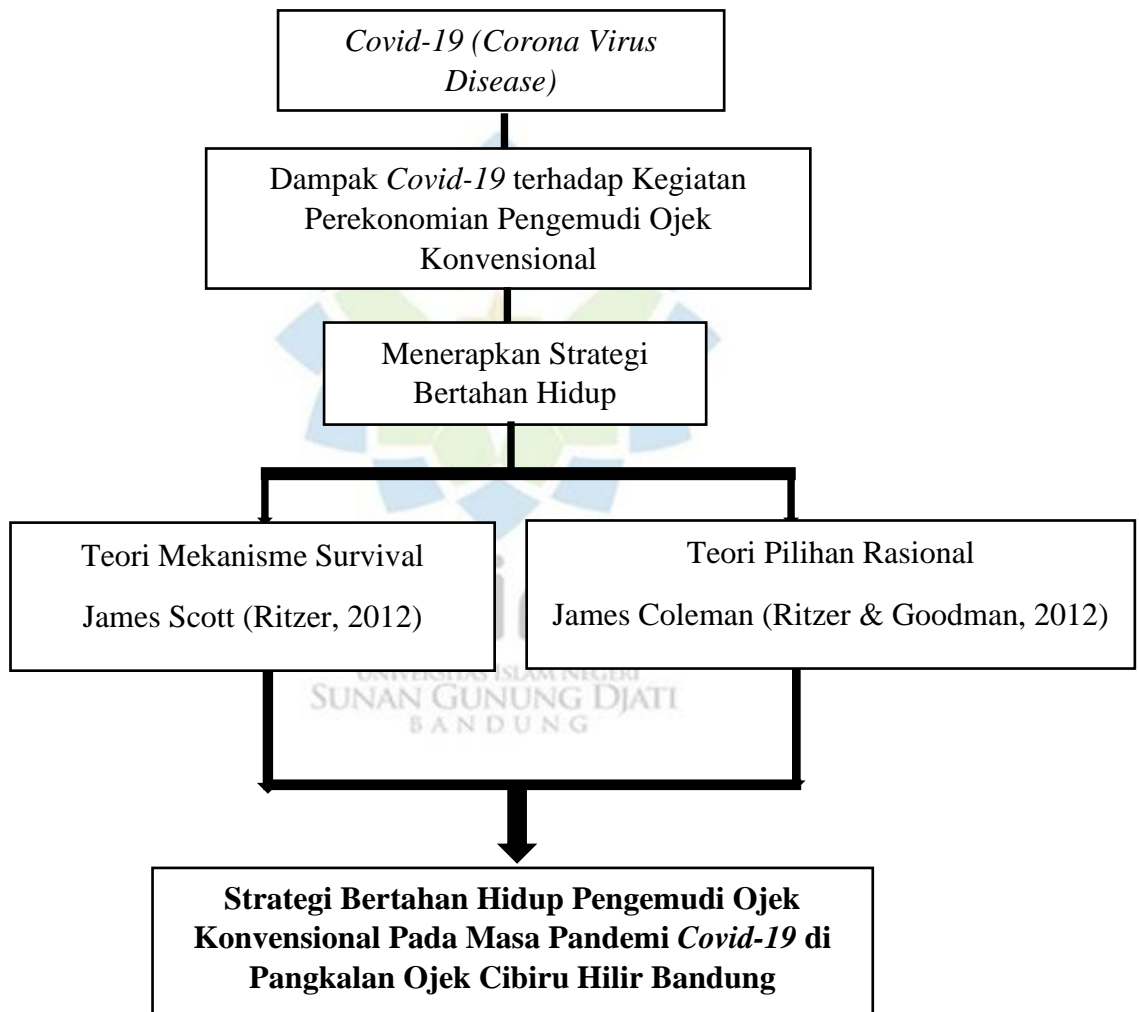 Covid-19 (Corona Virus
Disease)
Dampak Covid-19 terhadap Kegiatan
Perekonomian Pengemudi Ojek
Konvensional
Menerapkan Strategi
Bertahan Hidup
Teori Mekanisme Survival
James Scott (Ritzer, 2012)
Teori Pilihan Rasional
James Coleman (Ritzer & Goodman, 2012)
UNIVERSITAS ISLAM NEGERI
SUNAN GUNUNG DJATI
BANDUNG
Strategi Bertahan Hidup Pengemudi Ojek
Konvensional Pada Masa Pandemi Covid-19 di
Pangkalan Ojek Cibiru Hilir Bandung